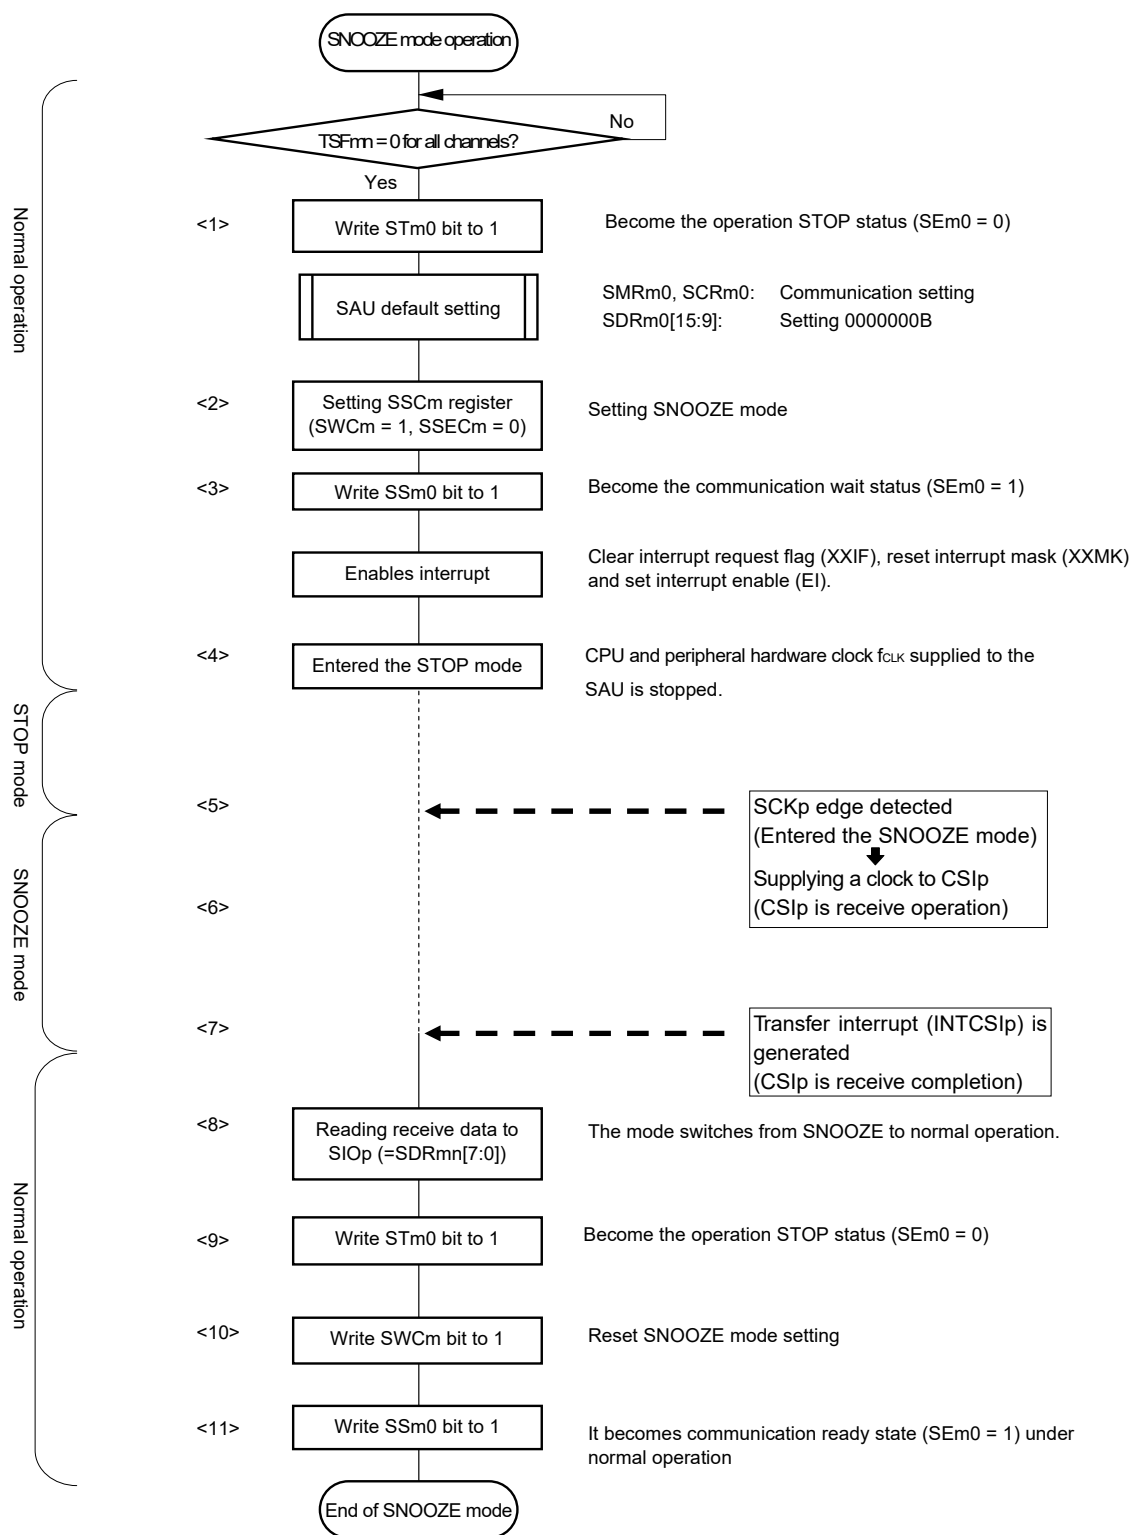 SNOOZE mode operation
TSFmn = 0 for all channels?
No
Yes
Normal operation
<1>
Write STm0 bit to 1
Become the operation STOP status (SEm0 = 0)
SAU default setting
SMRm0, SCRm0: Communication setting
SDRm0[15:9]: Setting 0000000B
<2>
Setting SSCm register
(SWCm = 1, SSECm = 0)
Setting SNOOZE mode
<3>
Write SSm0 bit to 1
Become the communication wait status (SEm0 = 1)
Enables interrupt
Clear interrupt request flag (XXIF), reset interrupt mask (XXMK)
and set interrupt enable (EI).
<4>
Entered the STOP mode
CPU and peripheral hardware clock fCLK supplied to the
SAU is stopped.
STOP mode
<5>
SCKp edge detected
(Entered the SNOOZE mode)
Supplying a clock to CSIp
(CSIp is receive operation)
SNOOZE mode
<6>
<7>
Transfer interrupt (INTCSIp) is
generated
(CSIp is receive completion)
Normal operation
<8>
Reading receive data to
SIOp (=SDRmn[7:0])
The mode switches from SNOOZE to normal operation.
<9>
Write STm0 bit to 1
Become the operation STOP status (SEm0 = 0)
<10>
Write SWCm bit to 1
Reset SNOOZE mode setting
<11>
Write SSm0 bit to 1
It becomes communication ready state (SEm0 = 1) under
normal operation
End of SNOOZE mode